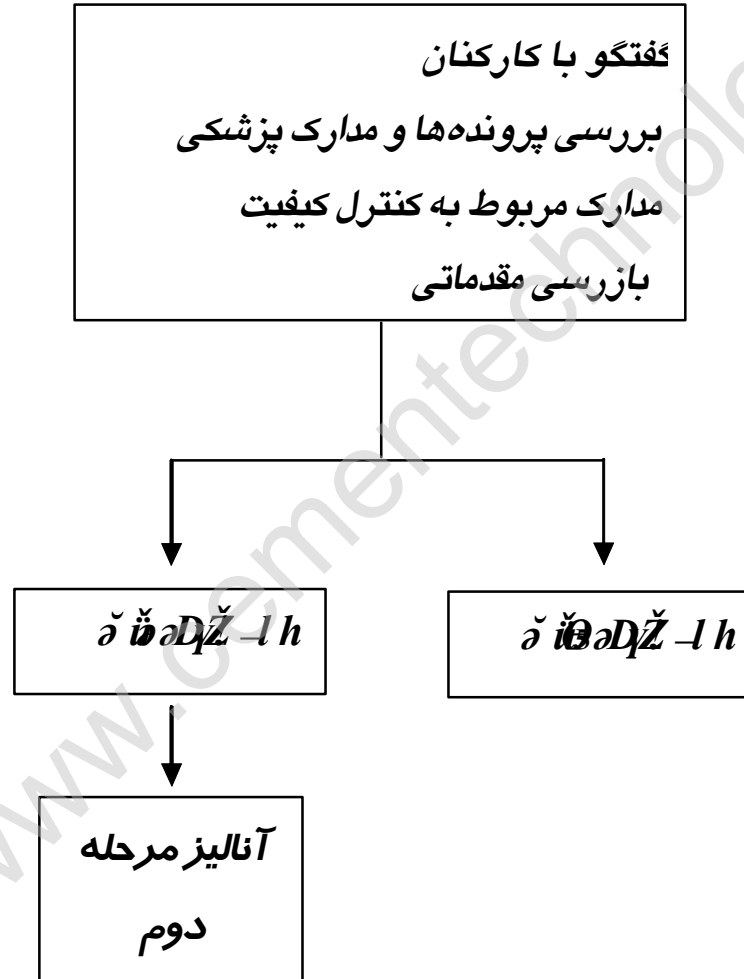 گفتگو با کارکنان
بررسی پرونده‌ها و مدارک پزشکی
مدارک مربوط به کنترل کیفیت
بازرسی مقدماتی
آنالیز مرحله
دوم
www.cementechnolo